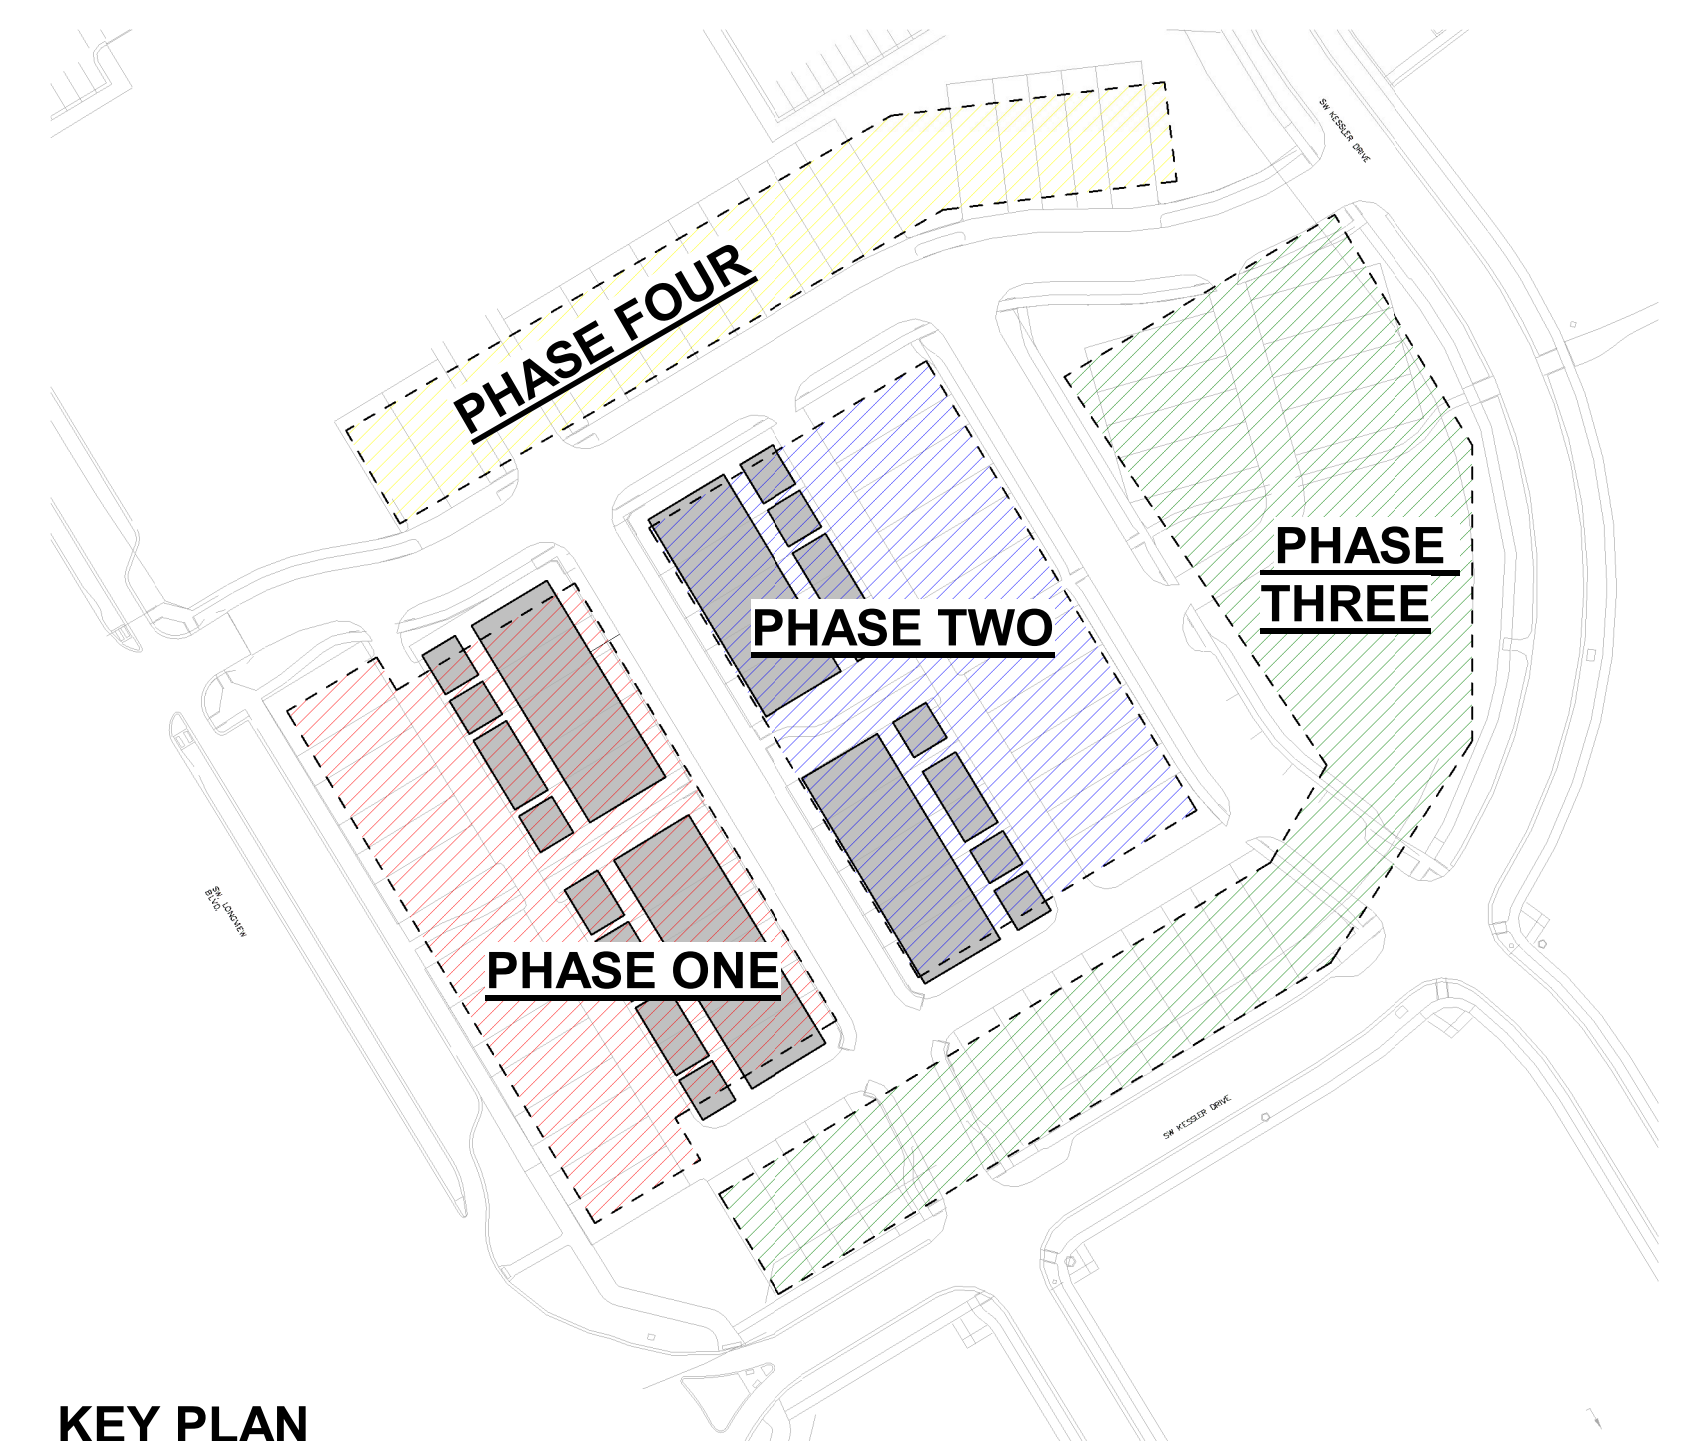 SW KESSLER DRIVE
PHASE FOUR
PHASE
THREE
PHASE TWO
SW LONGVIEW
BLVD.
PHASE ONE
SW KESSLER DRIVE
KEY PLAN